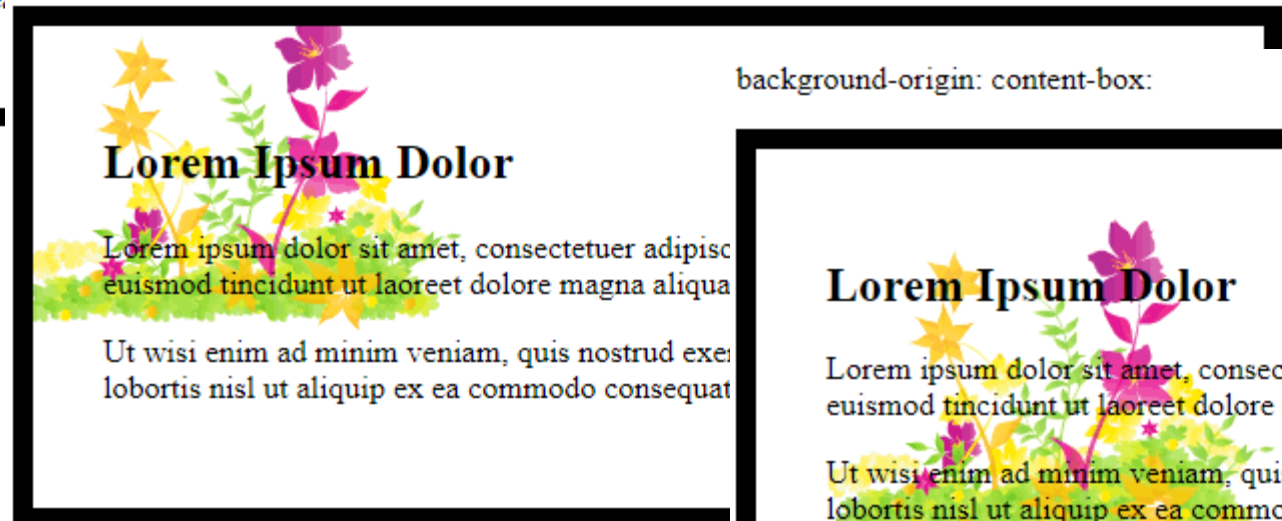 Lorem Ipsum Dolor
Lorem ipsum dolor sit amet, consectetuer adipisc
euismod tincidunt ut laoreet dolore magna aliqua
Ut wisi enim ad minim veniam, quis nostrud exer
lobortis nisl ut aliquip ex ea commodo consequat
background-origin: content-box:
Lorem Ipsum Dolor
Lorem ipsum dolor sit amet, consec
euismod tincidunt ut laoreet dolore
Ut wisi enim ad minim veniam, qui
lobortis nisl ut aliquip ex ea commo